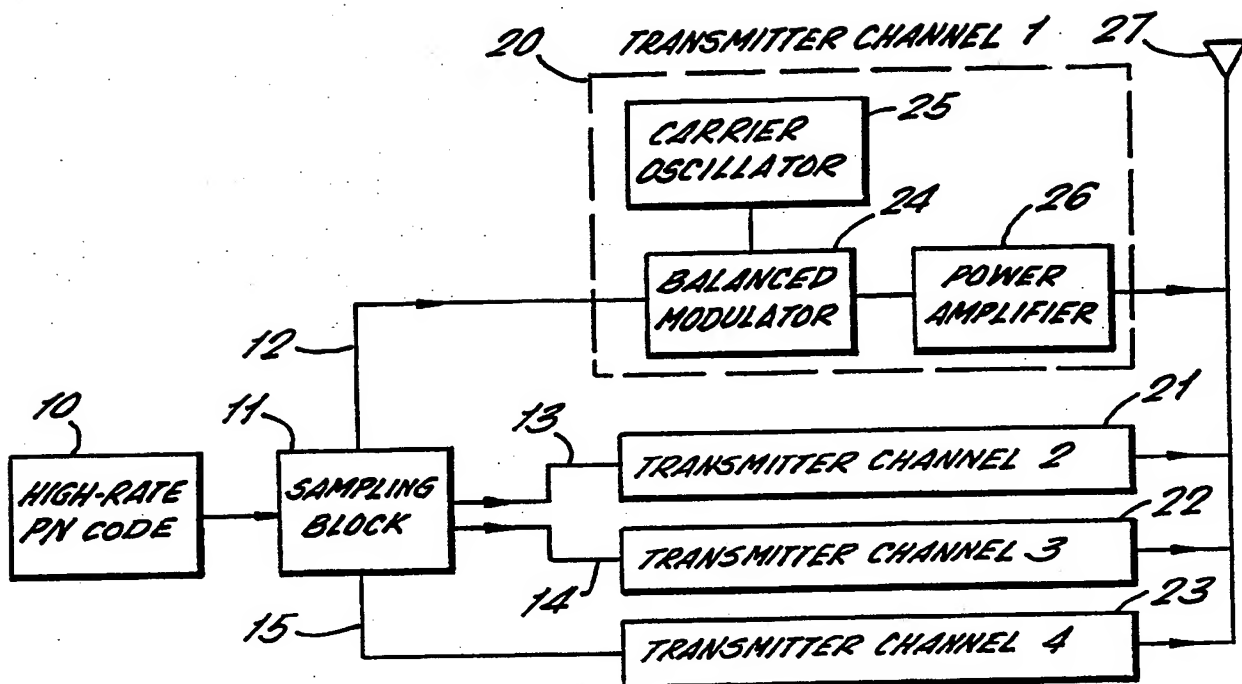 20
TRANSMITTER CHANNEL 1
27
25
CARRIER
OSCILLATOR
24
26
BALANCED
MODULATOR
POWER
AMPLIFIER
12
10
11
13
21
HIGH-RATE
PN CODE
SAMPLING
BLOCK
TRANSMITTER CHANNEL 2
22
TRANSMITTER CHANNEL 3
14
23
15
TRANSMITTER CHANNEL 4